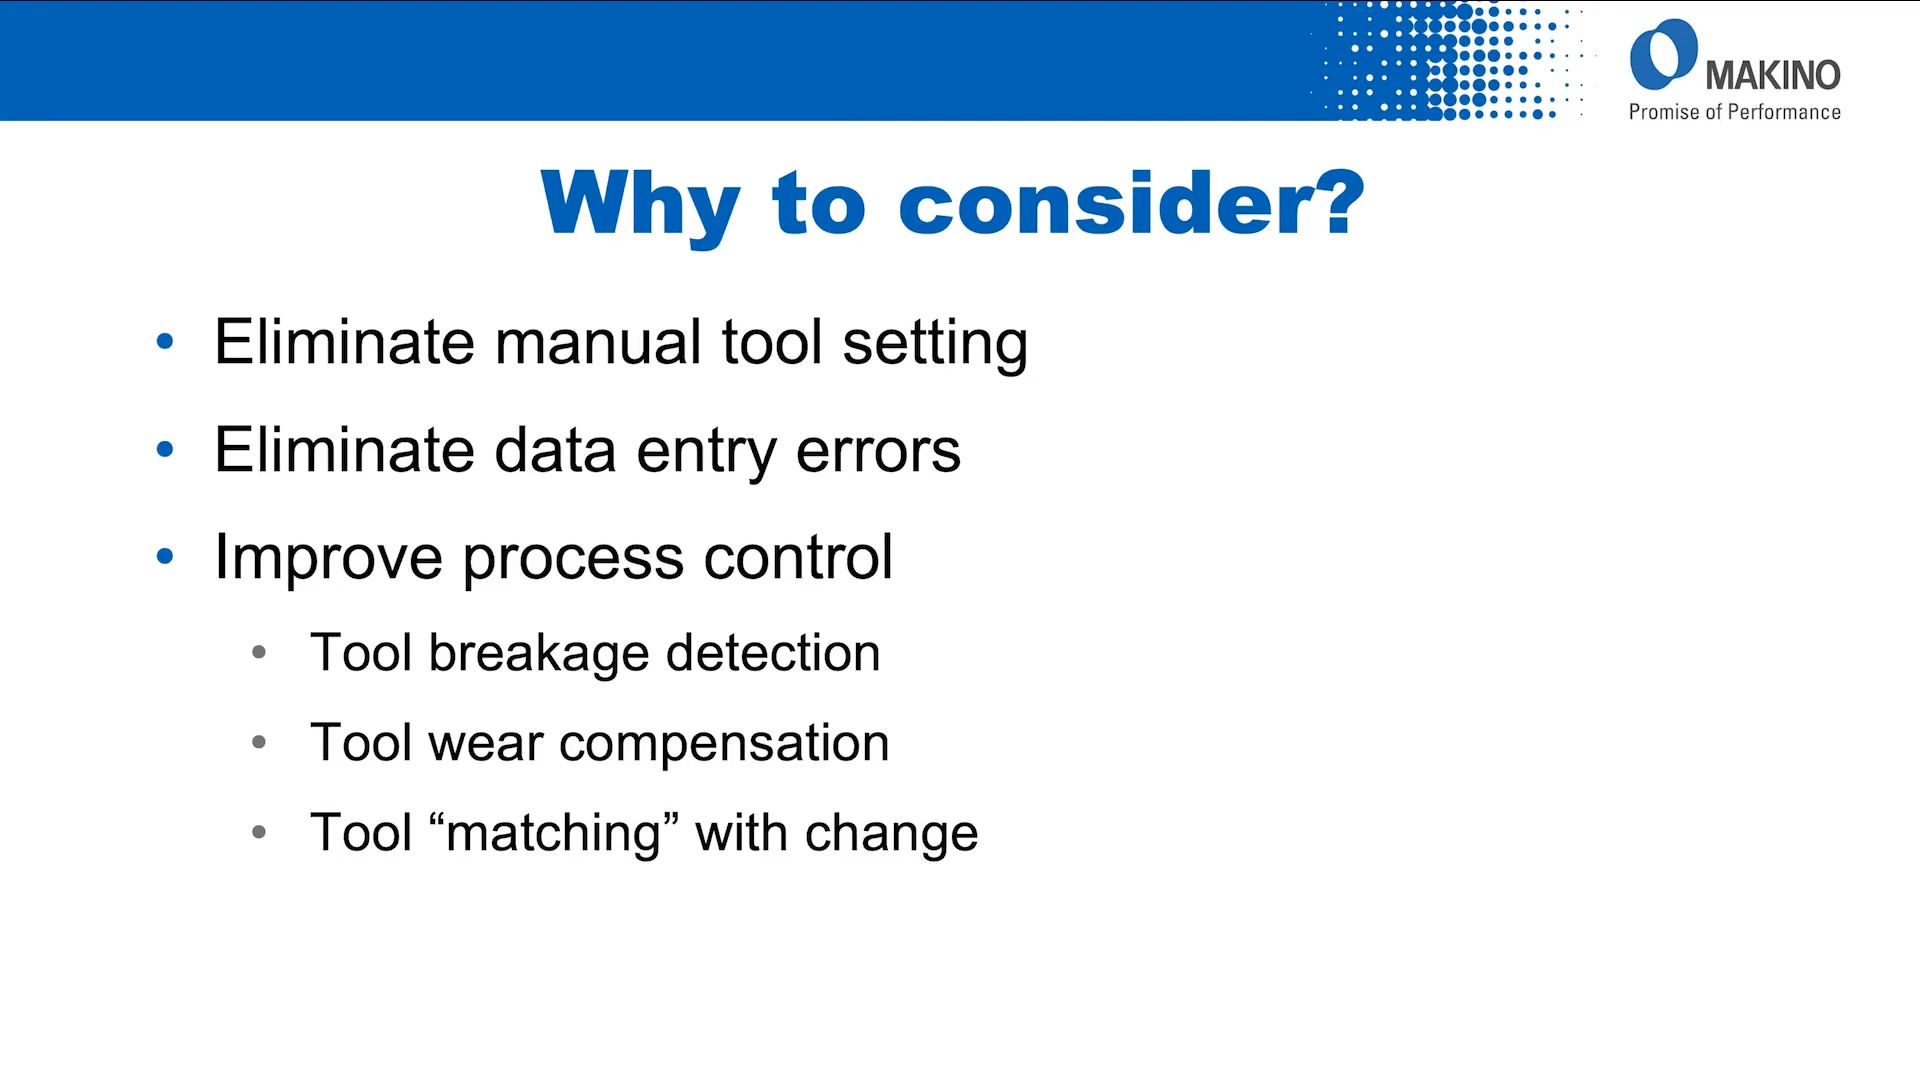 MAKINO
Promise of Performance
Why to consider?
• Eliminate manual tool setting
• Eliminate data entry errors
• Improve process control
• Tool breakage detection
• Tool wear compensation
• Tool “matching” with change